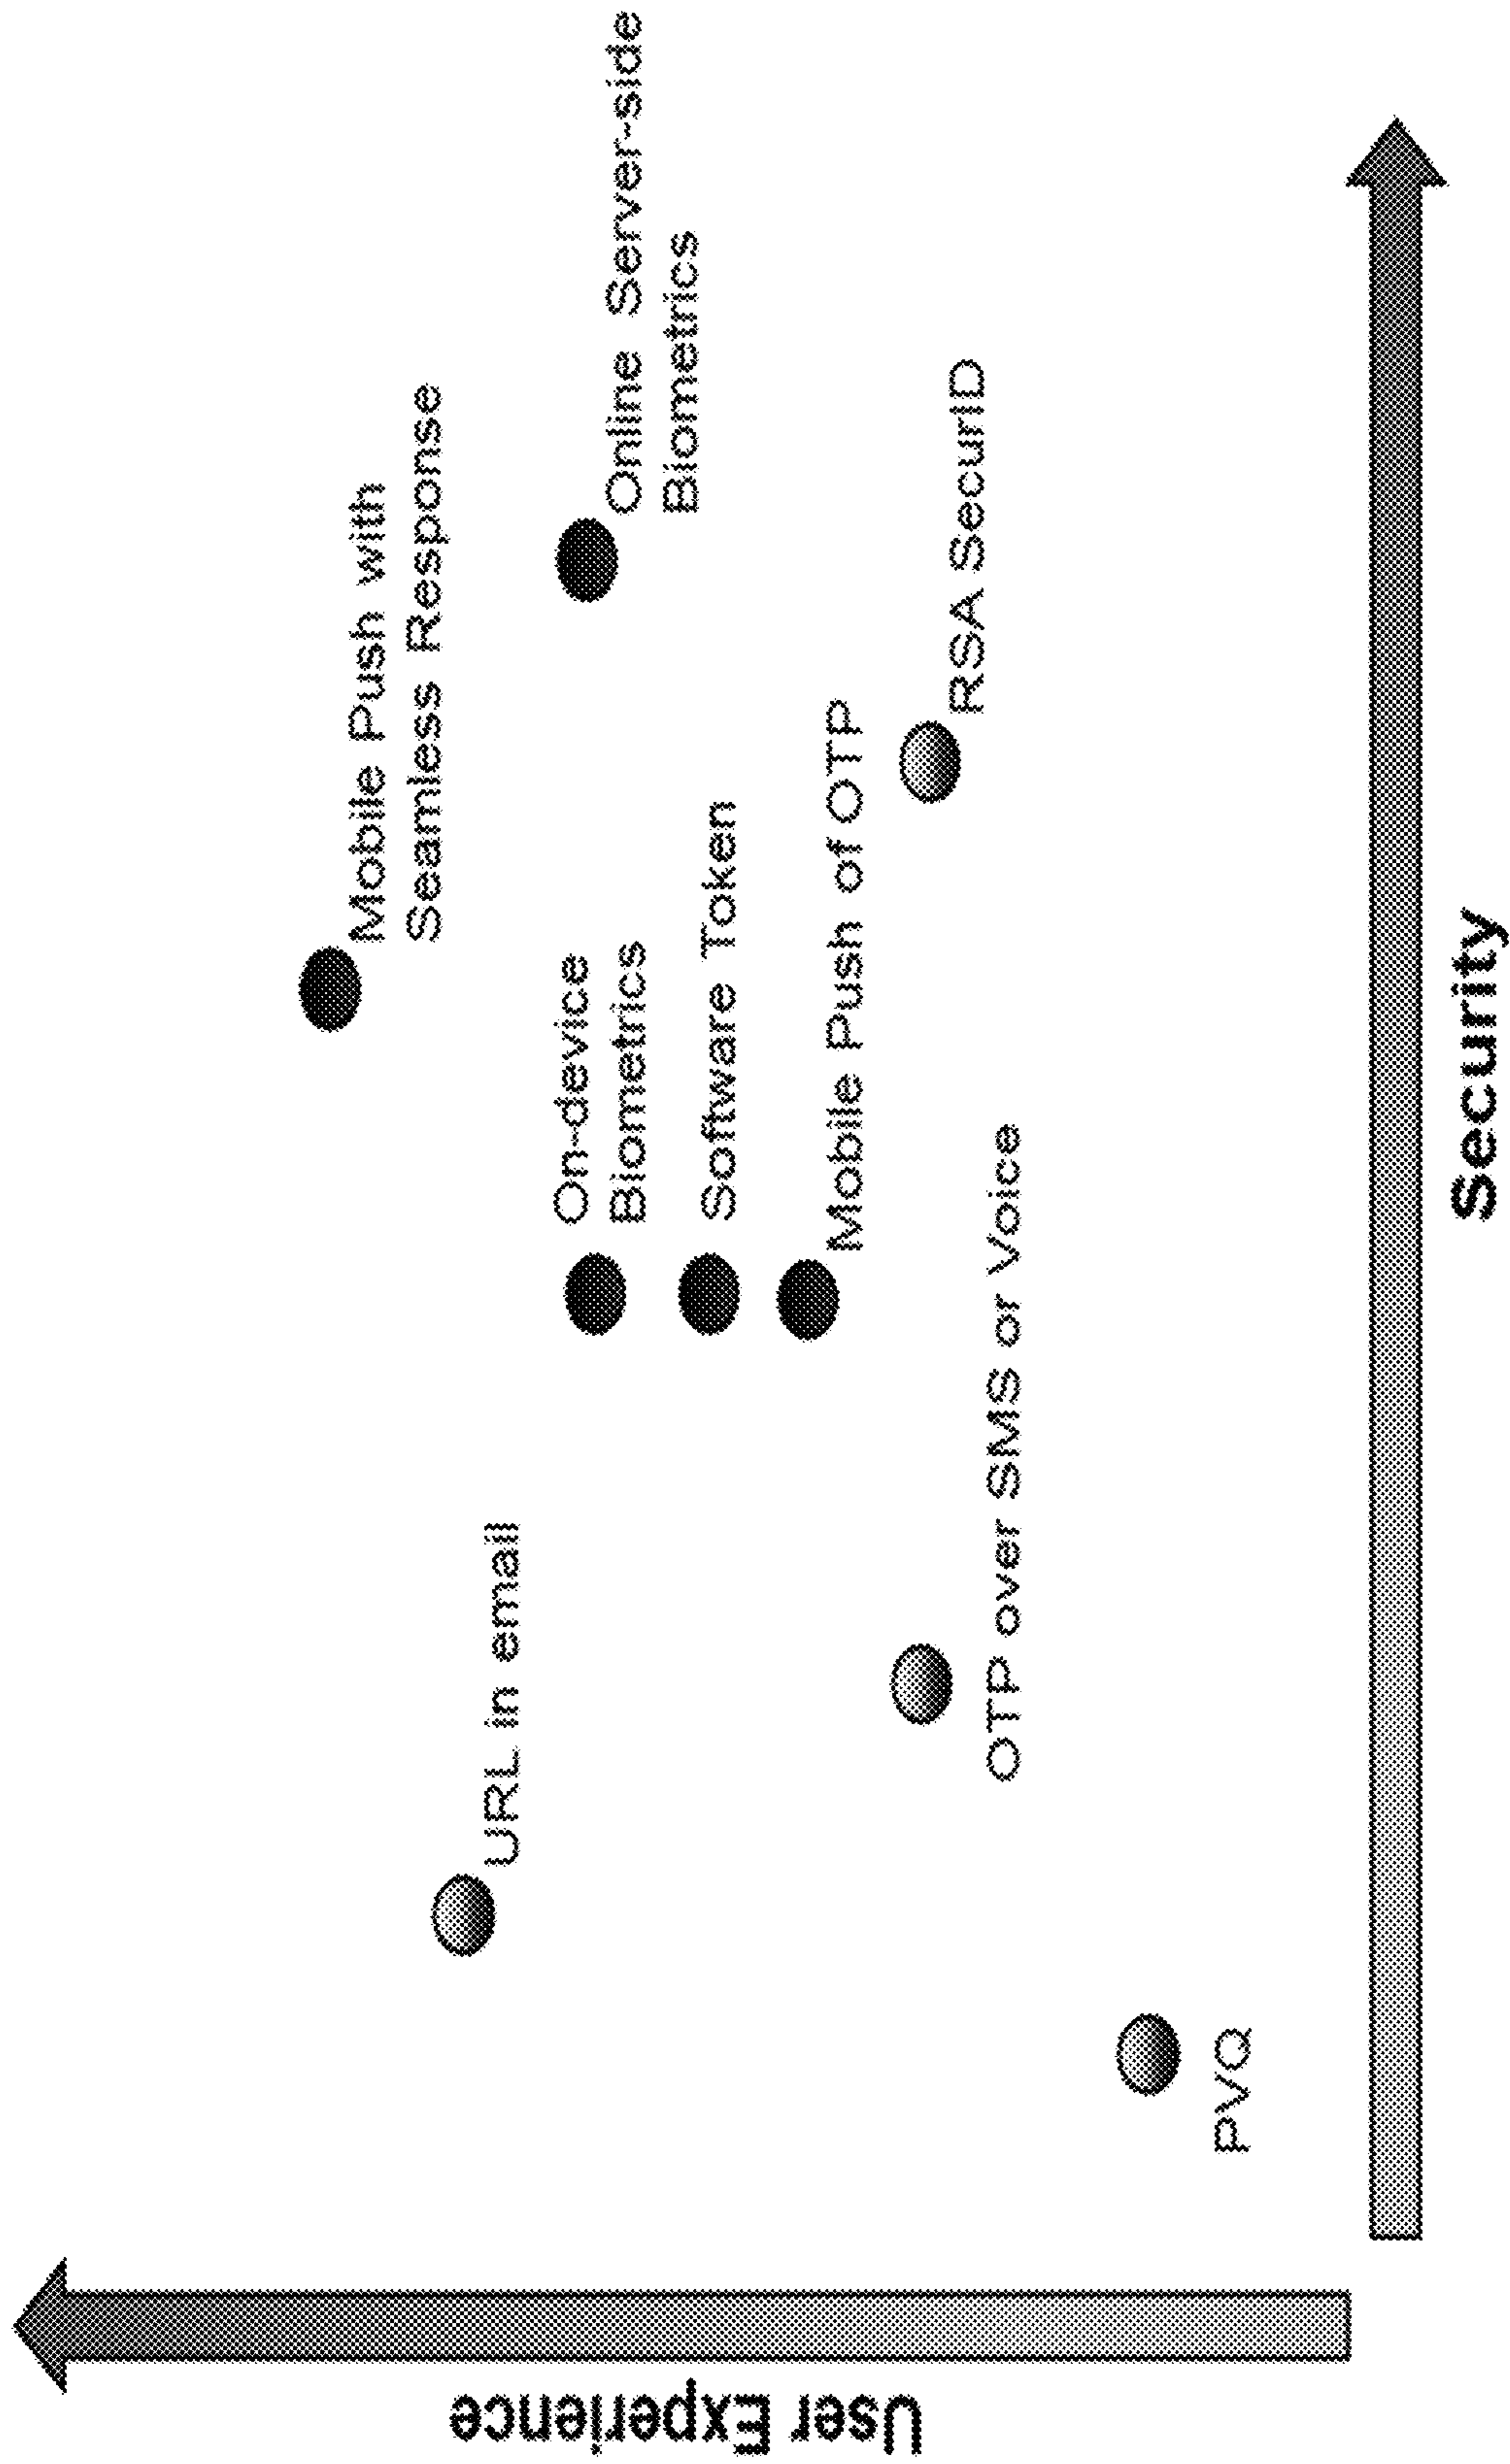 User Experience
Mobile Push with
Seamless Response
URL in email
On-device
Biometrics
Online Server-side
Biometrics
Software Token
Mobile Push of OTP
RSA SecurID
OTP over SMS or Voice
PVQ
Security